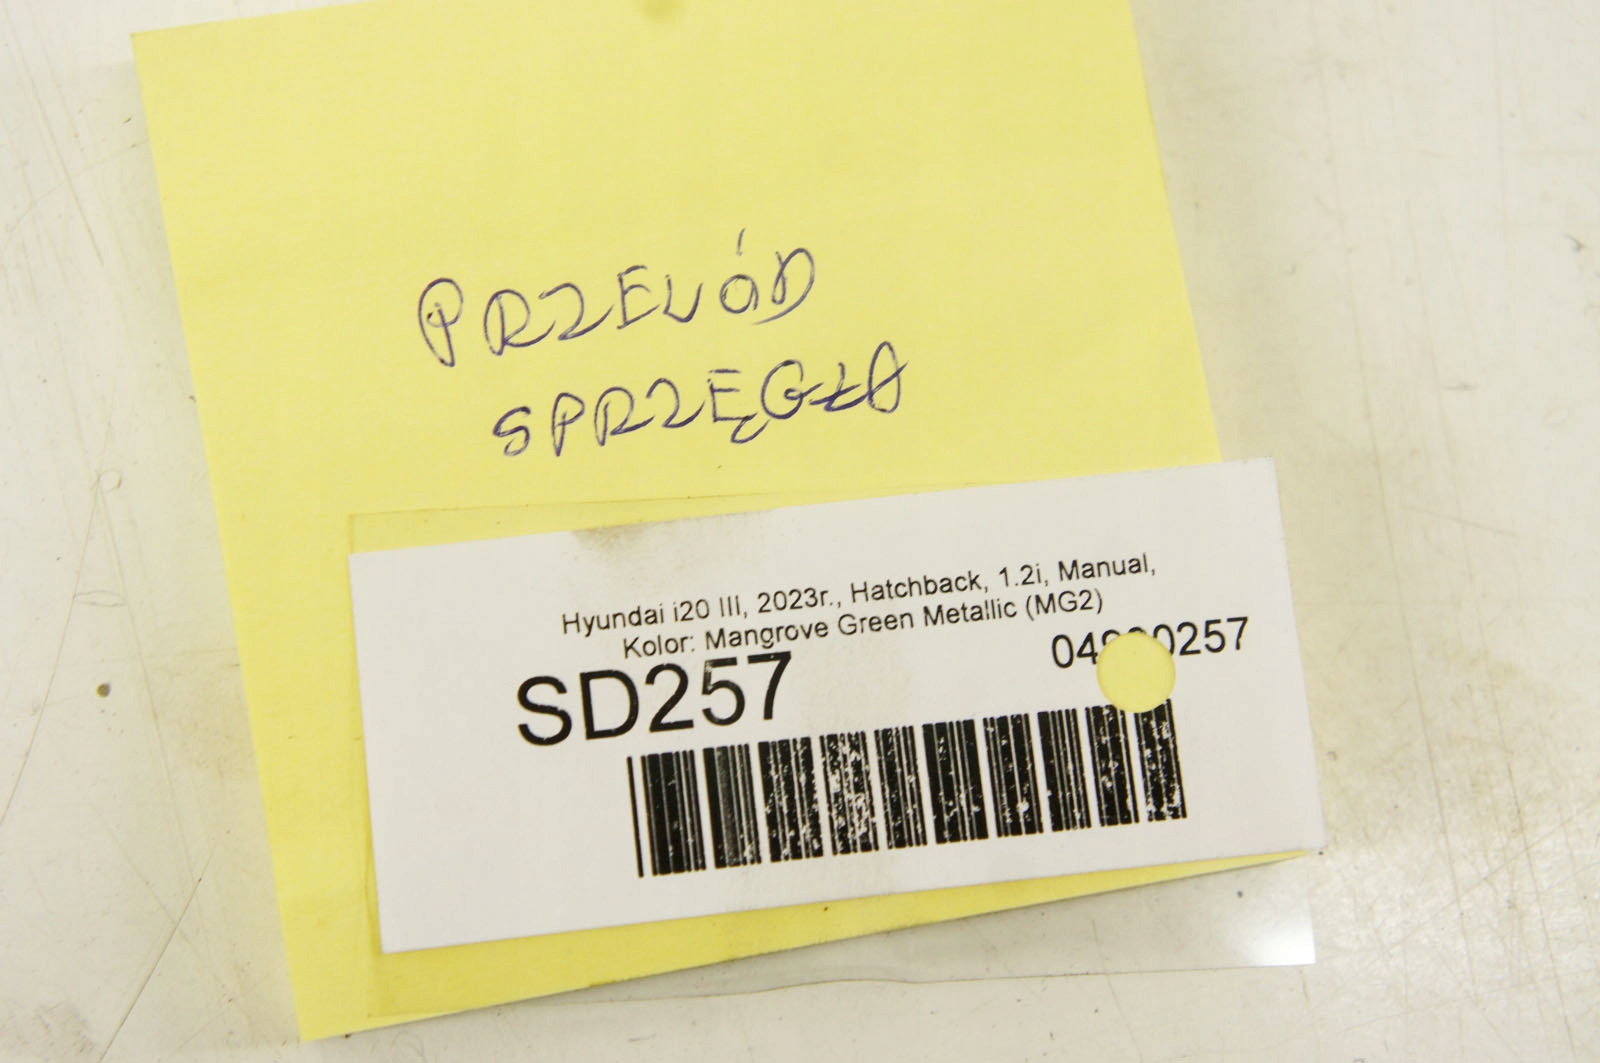 PRZEWÓD
SPRZĘGŁA
Hyundai i20 III, 2023r., Hatchback, 1.2i, Manual,
Kolor: Mangrove Green Metallic (MG2)
SD257